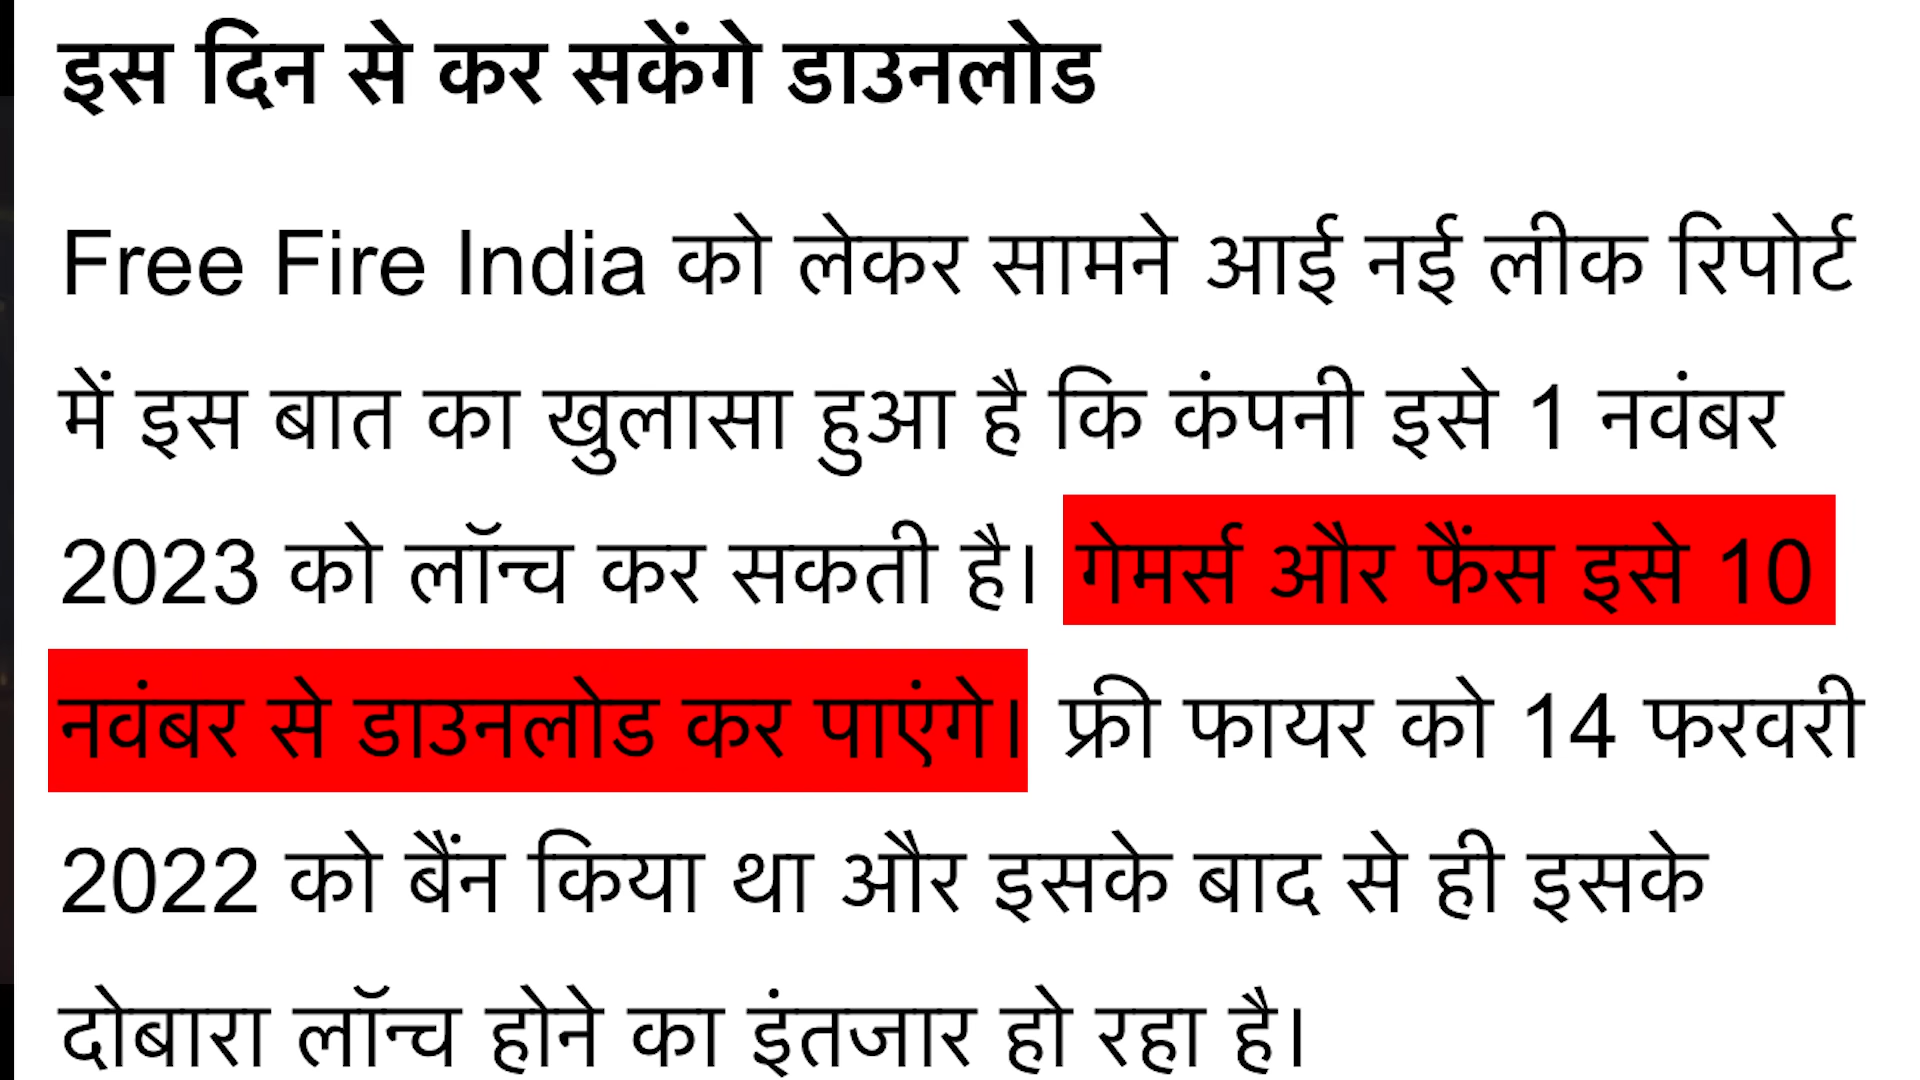 इस दिन से कर सकेंगे डाउनलोड
Free Fire India को लेकर सामने आई नई लीक रिपोर्ट
में इस बात का खुलासा हुआ है कि कंपनी इसे 1 नवंबर
2023 को लॉन्च कर सकती है। गेमर्स और फैंस इसे 10
नवंबर से डाउनलोड कर पाएंगे। फ्री फायर को 14 फरवरी
2022 को बैंन किया था और इसके बाद से ही इसके
दोबारा लॉन्च होने का इंतजार हो रहा है।